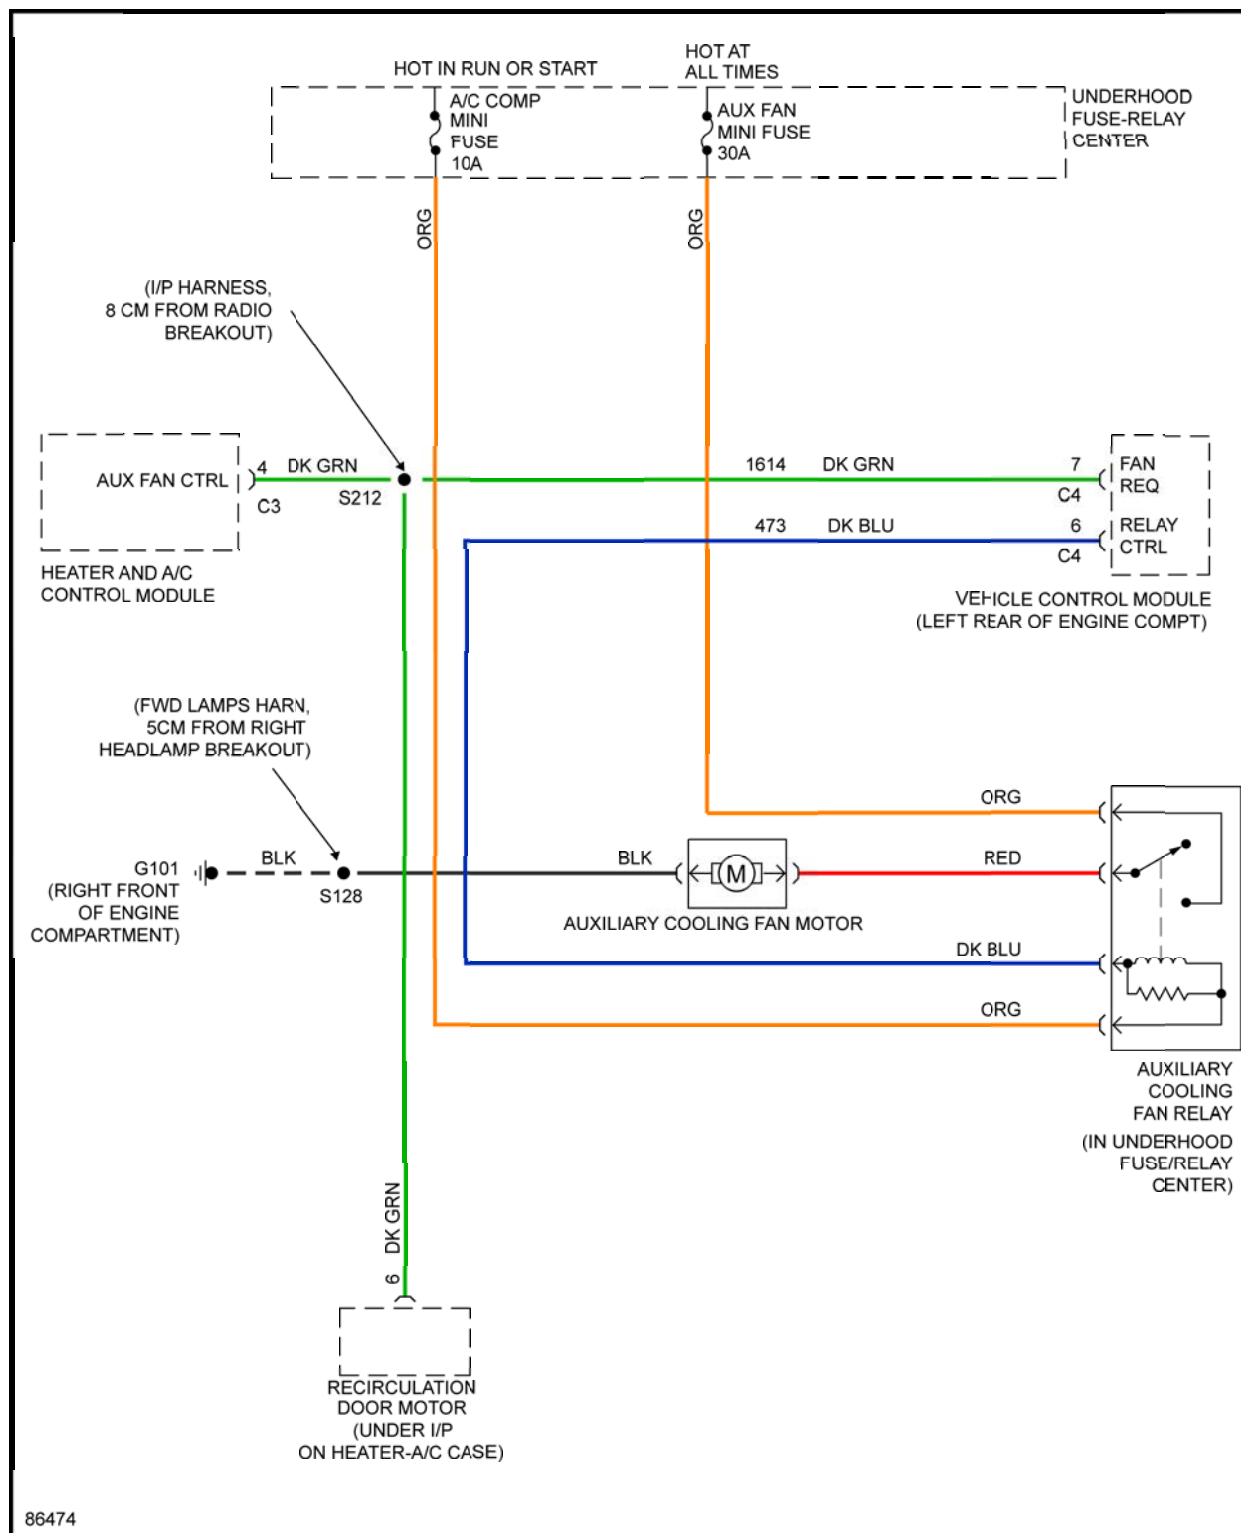 HOT IN RUN OR START
HOT AT
ALL TIMES
A/C COMP
MINI
FUSE
10A
AUX FAN
MINI FUSE
30A
UNDERHOOD
FUSE-RELAY
CENTER
ORG
ORG
(I/P HARNESS,
8 CM FROM RADIO
BREAKOUT)
AUX FAN CTRL
4
DK GRN
C3
S212
1614
DK GRN
7
C4
FAN
REQ
473
DK BLU
6
C4
RELAY
CTRL
HEATER AND A/C
CONTROL MODULE
VEHICLE CONTROL MODULE
(LEFT REAR OF ENGINE COMPT)
(FWD LAMPS HARN,
5CM FROM RIGHT
HEADLAMP BREAKOUT)
G101
(RIGHT FRONT
OF ENGINE
COMPARTMENT)
BLK
S128
BLK
M
AUXILIARY COOLING FAN MOTOR
ORG
RED
DK BLU
ORG
AUXILIARY
COOLING
FAN RELAY
(IN UNDERHOOD
FUSE/RELAY
CENTER)
DK GRN
6
RECIRCULATION
DOOR MOTOR
(UNDER I/P
ON HEATER-A/C CASE)
86474